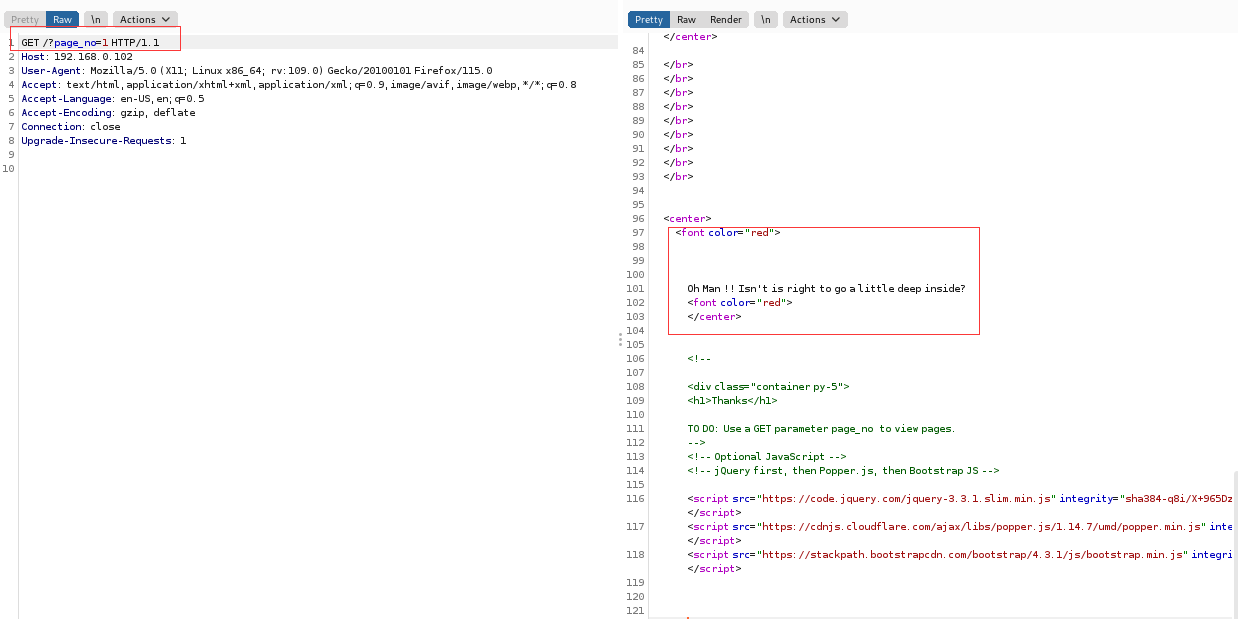 Pretty Raw \n Actions
1 GET /?page_no=1 HTTP/1.1
2 Host: 192.168.0.102
3 User-Agent: Mozilla/5.0 (X11; Linux x86_64; rv:109.0) Gecko/20100101 Firefox/115.0
4 Accept: text/html,application/xhtml+xml,application/xml;q=0.9,image/avif,image/webp,*/*;q=0.8
5 Accept-Language: en-US,en;q=0.5
6 Accept-Encoding: gzip, deflate
7 Connection: close
8 Upgrade-Insecure-Requests: 1
9
10
Pretty Raw Render \n Actions
</center>
84
85 </br>
86 </br>
87 </br>
88 </br>
89 </br>
90 </br>
91 </br>
92 </br>
93 </br>
94
95
96 <center>
97 <font color="red">
98
99
100
101 Oh Man !! Isn't is right to go a little deep inside?
102 <font color="red">
103 </center>
104
105
106 <!--
107
108 <div class="container py-5">
109 <h1>Thanks</h1>
110
111 TO DO: Use a GET parameter page_no to view pages.
112 -->
113 <!-- Optional JavaScript -->
114 <!-- jQuery first, then Popper.js, then Bootstrap JS -->
115
116 <script src="https://code.jquery.com/jquery-3.3.1.slim.min.js" integrity="sha384-q8i/X+965Dz
</script>
117 <script src="https://cdnjs.cloudflare.com/ajax/libs/popper.js/1.14.7/umd/popper.min.js" inte
</script>
118 <script src="https://stackpath.bootstrapcdn.com/bootstrap/4.3.1/js/bootstrap.min.js" integri
</script>
119
120
121